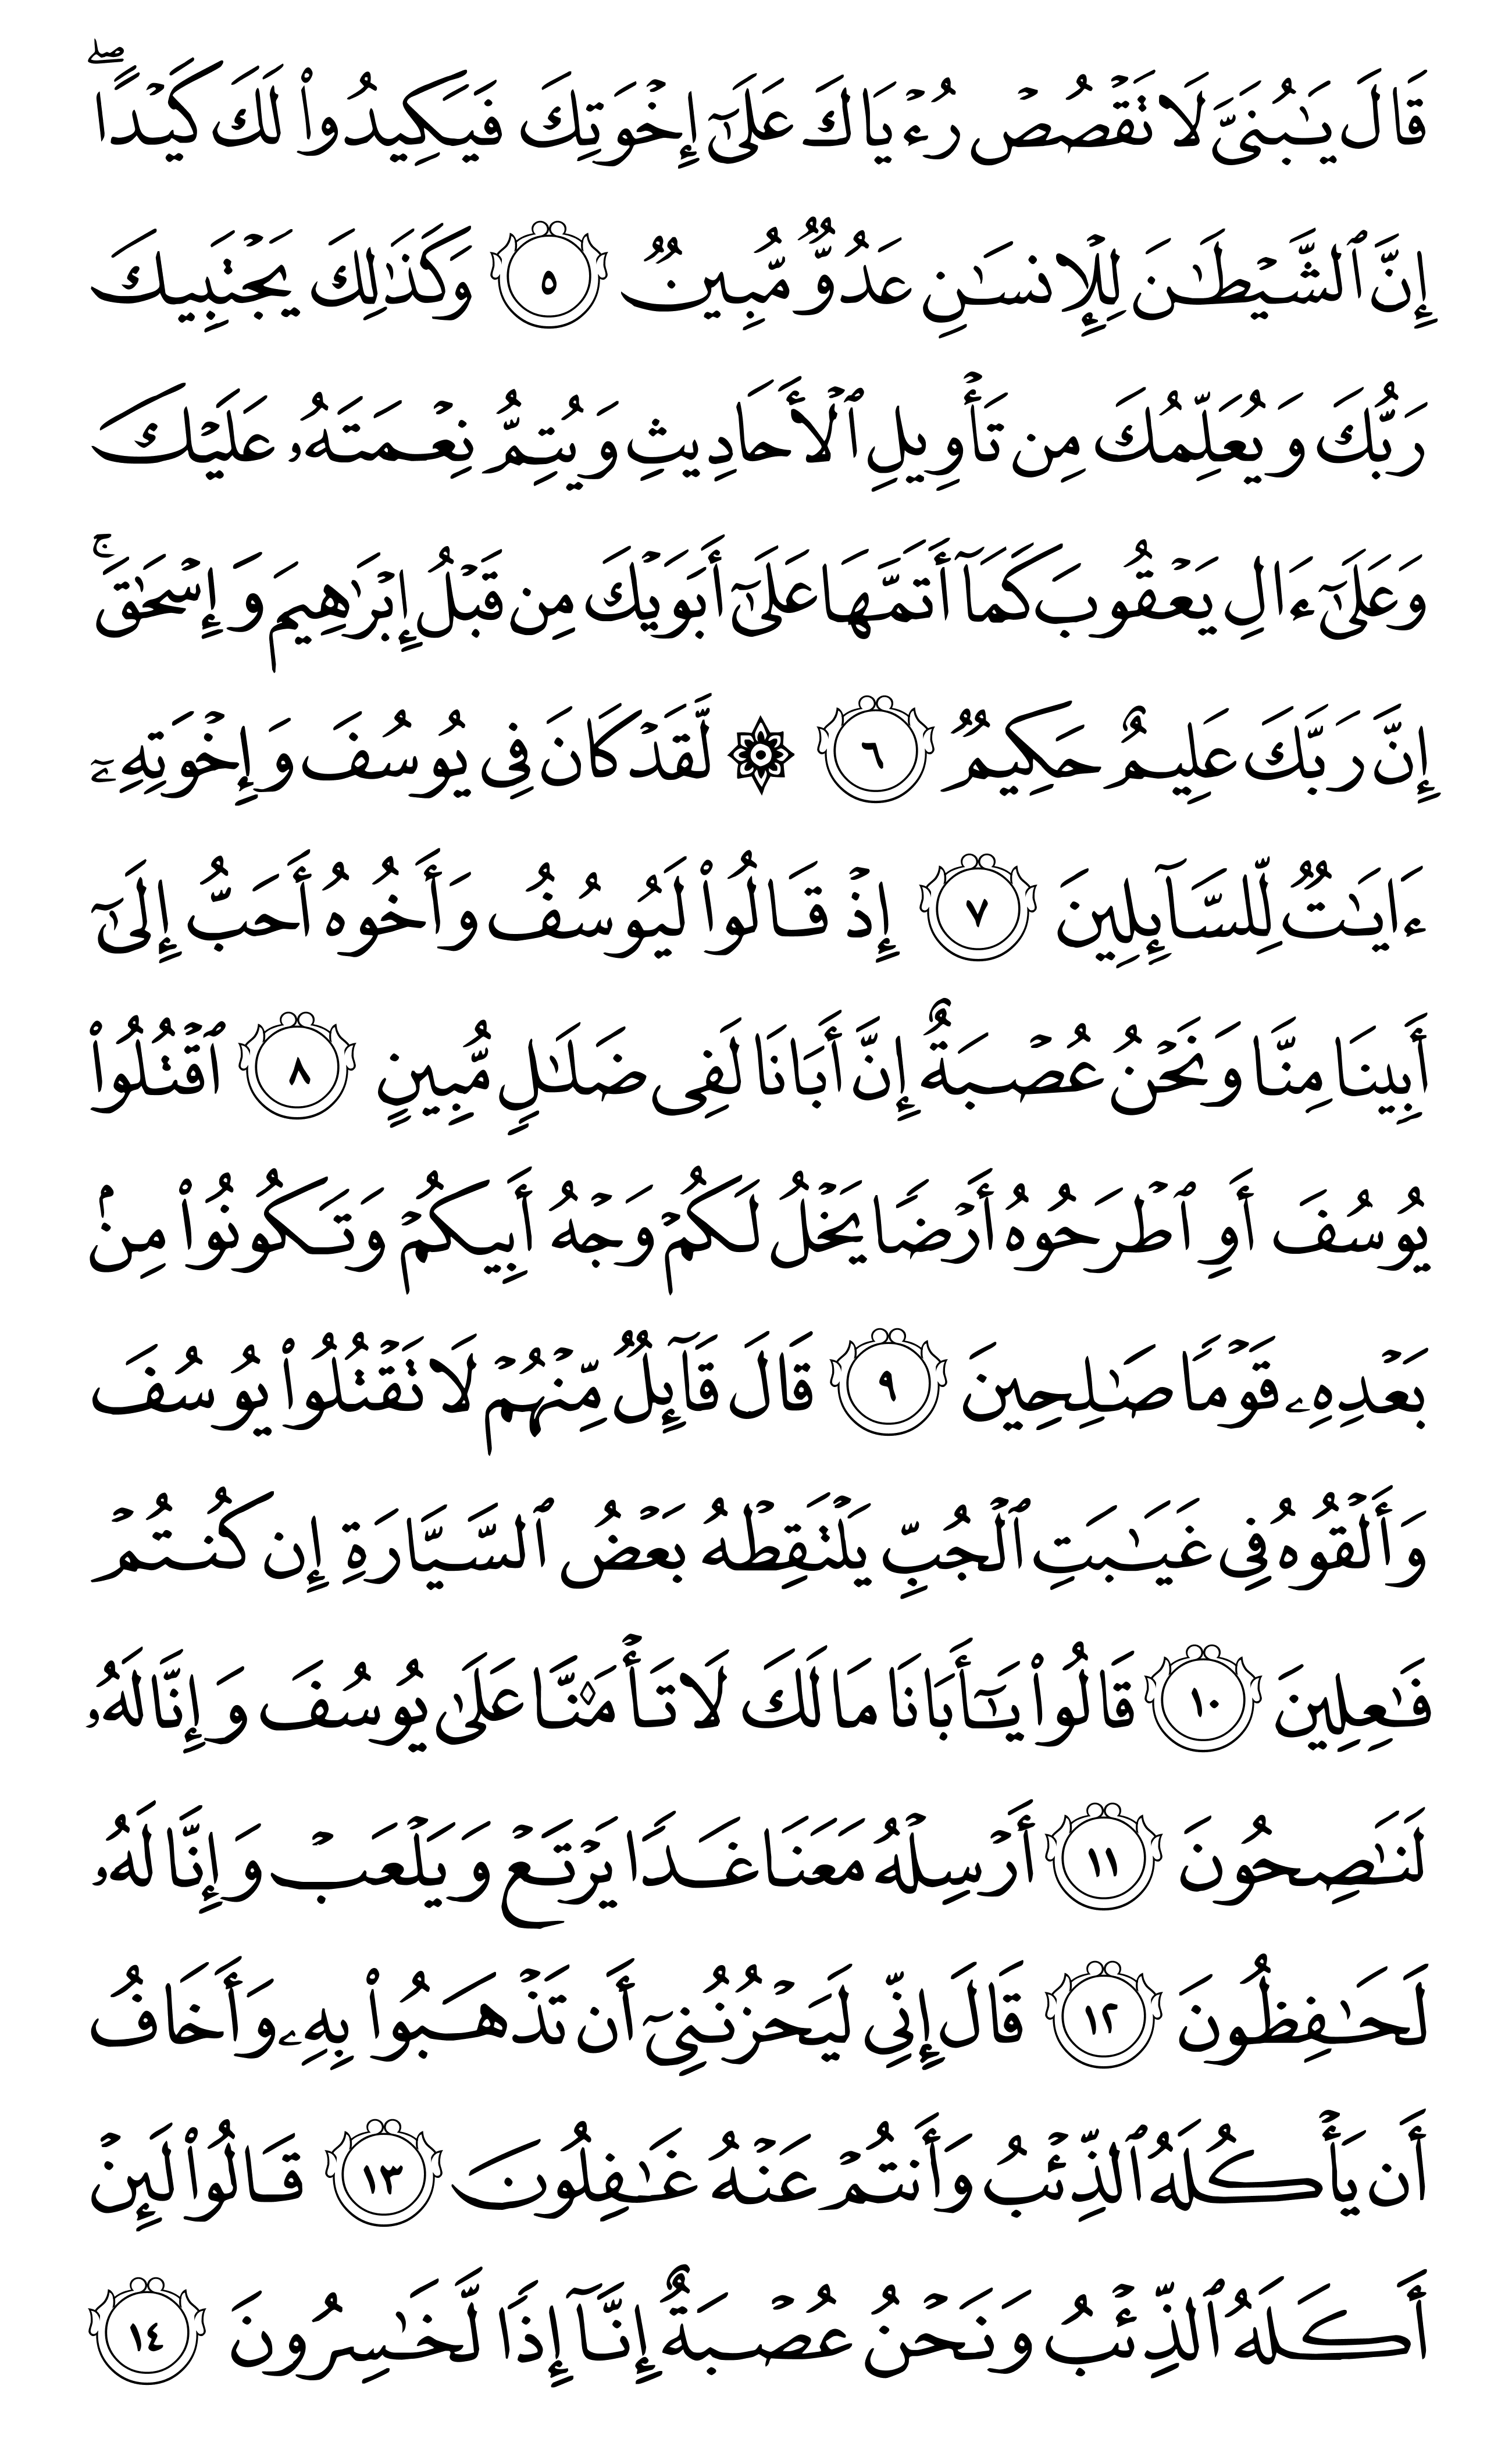 قَالَ يَـٰبُنَىَّ لَا تَقْصُصْ رُءْيَاكَ عَلَىٰٓ إِخْوَتِكَ فَيَكِيدُوا۟ لَكَ كَيْدًا ۖ
إِنَّ ٱلشَّيْطَـٰنَ لِلْإِنسَـٰنِ عَدُوٌّ مُّبِينٌ ٥ وَكَذَٰلِكَ يَجْتَبِيكَ
رَبُّكَ وَيُعَلِّمُكَ مِن تَأْوِيلِ ٱلْأَحَادِيثِ وَيُتِمُّ نِعْمَتَهُۥ عَلَيْكَ
وَعَلَىٰٓ ءَالِ يَعْقُوبَ كَمَآ أَتَمَّهَا عَلَىٰٓ أَبَوَيْكَ مِن قَبْلُ إِبْرَٰهِيمَ وَإِسْحَـٰقَ ۚ
إِنَّ رَبَّكَ عَلِيمٌ حَكِيمٌ ٦ ۞ لَّقَدْ كَانَ فِى يُوسُفَ وَإِخْوَتِهِۦٓ
ءَايَـٰتٌ لِّلسَّآئِلِينَ ٧ إِذْ قَالُوا۟ لَيُوسُفُ وَأَخُوهُ أَحَبُّ إِلَىٰٓ
أَبِينَا مِنَّا وَنَحْنُ عُصْبَةٌ إِنَّ أَبَانَا لَفِى ضَلَـٰلٍ مُّبِينٍ ٨ ٱقْتُلُوا۟
يُوسُفَ أَوِ ٱطْرَحُوهُ أَرْضًا يَخْلُ لَكُمْ وَجْهُ أَبِيكُمْ وَتَكُونُوا۟ مِنۢ
بَعْدِهِۦ قَوْمًا صَـٰلِحِينَ ٩ قَالَ قَآئِلٌ مِّنْهُمْ لَا تَقْتُلُوا۟ يُوسُفَ
وَأَلْقُوهُ فِى غَيَـٰبَتِ ٱلْجُبِّ يَلْتَقِطْهُ بَعْضُ ٱلسَّيَّارَةِ إِن كُنتُمْ
فَـٰعِلِينَ ١٠ قَالُوا۟ يَـٰٓأَبَانَا مَا لَكَ لَا تَأْمَ۫نَّا عَلَىٰ يُوسُفَ وَإِنَّا لَهُۥ
لَنَـٰصِحُونَ ١١ أَرْسِلْهُ مَعَنَا غَدًا يَرْتَعْ وَيَلْعَبْ وَإِنَّا لَهُۥ
لَحَـٰفِظُونَ ١٢ قَالَ إِنِّى لَيَحْزُنُنِىٓ أَن تَذْهَبُوا۟ بِهِۦ وَأَخَافُ
أَن يَأْكُلَهُ ٱلذِّئْبُ وَأَنتُمْ عَنْهُ غَـٰفِلُونَ ١٣ قَالُوا۟ لَئِنْ
أَكَلَهُ ٱلذِّئْبُ وَنَحْنُ عُصْبَةٌ إِنَّآ إِذًا لَّخَـٰسِرُونَ ١٤